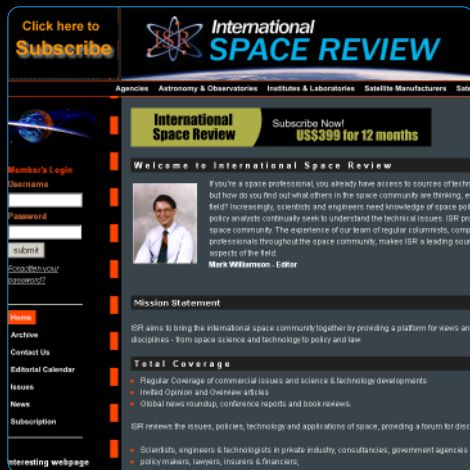 Click here to
Subscribe
International
SPACE REVIEW
ISR
Agencies Astronomy & Observatories Institutes & Laboratories Satellite Manufacturers
International
Space Review
Subscribe Now!
US$399 for 12 months
Member's Login
Username
Password
submit
Forgotten your
password?
Home
Archive
Contact Us
Editorial Calendar
Issues
News
Subscription
nteresting webpage
Welcome to International Space Review
If you're a space professional, you already have access to sources of
but how do you find out what others in the space community are thinking,
field? Increasingly, scientists and engineers need knowledge of space
policy analysts continually seek to understand the technical issues. ISR
space community. The experience of our team of regular columnists,
professionals throughout the space community, makes ISR a leading
aspects of the field.
Mark Williamson - Editor
Mission Statement
ISR aims to bring the international space community together by providing a platform for views
disciplines - from space science and technology to policy and law.
Total Coverage
Regular Coverage of commercial issues and science & technology developments
Invited Opinion and Overview articles
Global news roundup, conference reports and book reviews.
ISR reviews the issues, policies, technology and applications of space, providing a forum for
Scientists, engineers & technologists in private industry, consultancies, government agencies
policy makers, lawyers, insurers & financiers;